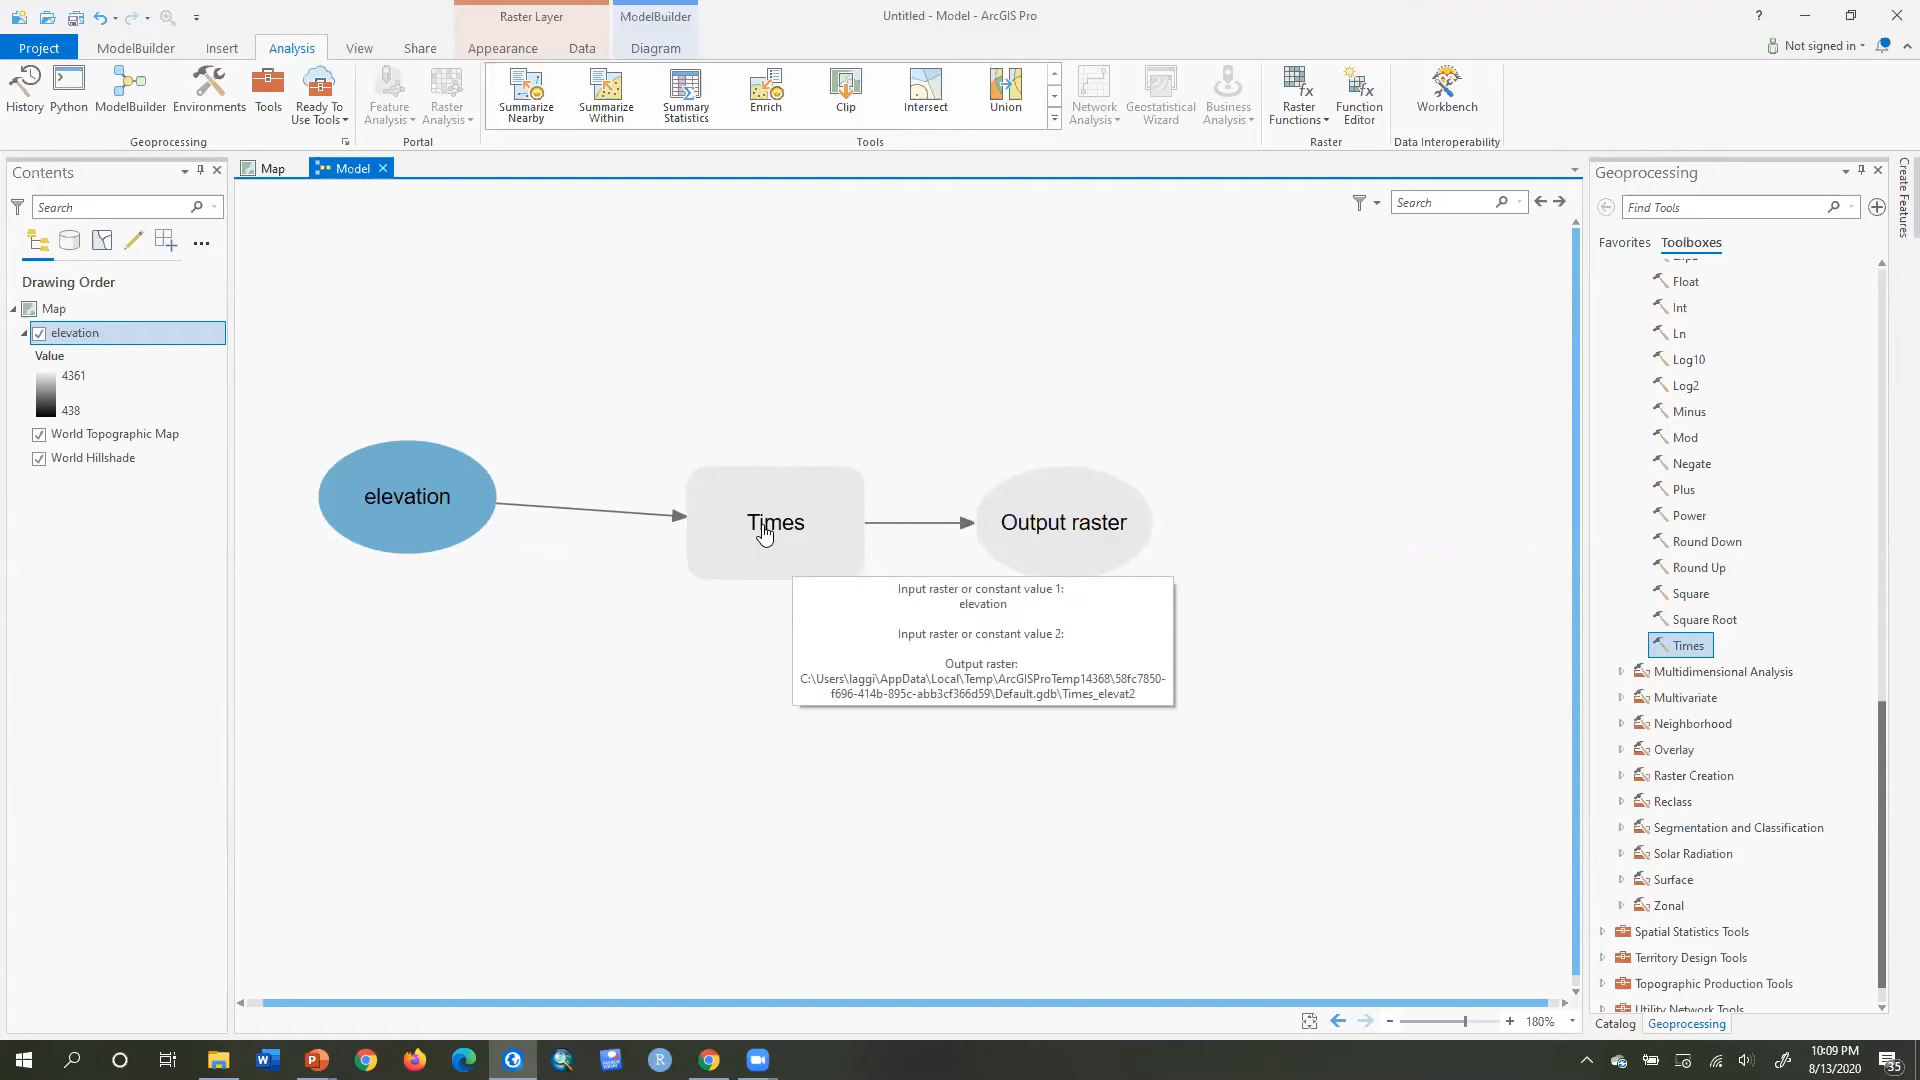 Raster Layer
ModelBuilder
Untitled - Model - ArcGIS Pro
?
Project
ModelBuilder
Insert
Analysis
View
Share
Appearance
Data
Diagram
Not signed in
History
Python
ModelBuilder
Environments
Tools
Ready To
Use Tools
Feature
Analysis
Raster
Analysis
Summarize
Nearby
Summarize
Within
Summary
Statistics
Enrich
Clip
Intersect
Union
Network
Analysis
Geostatistical
Wizard
Business
Analysis
Raster
Functions
Function
Editor
Workbench
Geoprocessing
Portal
Tools
Raster
Data Interoperability
Contents
Search
Drawing Order
Map
elevation
Value
4361
438
World Topographic Map
World Hillshade
Map
Model
Search
elevation
Times
Output raster
Input raster or constant value 1:
elevation
Input raster or constant value 2:
Output raster:
C:\Users\laggi\AppData\Local\Temp\ArcGISProTemp14368\58fc7850-
f696-414b-895c-abb3cf366d59\Default.gdb\Times_elevat2
180%
Geoprocessing
Find Tools
Favorites
Toolboxes
Float
Int
Ln
Log10
Log2
Minus
Mod
Negate
Plus
Power
Round Down
Round Up
Square
Square Root
Times
Multidimensional Analysis
Multivariate
Neighborhood
Overlay
Raster Creation
Reclass
Segmentation and Classification
Solar Radiation
Surface
Zonal
Spatial Statistics Tools
Territory Design Tools
Topographic Production Tools
Utility Network Tools
Catalog
Geoprocessing
Create Features
10:09 PM
8/13/2020
35